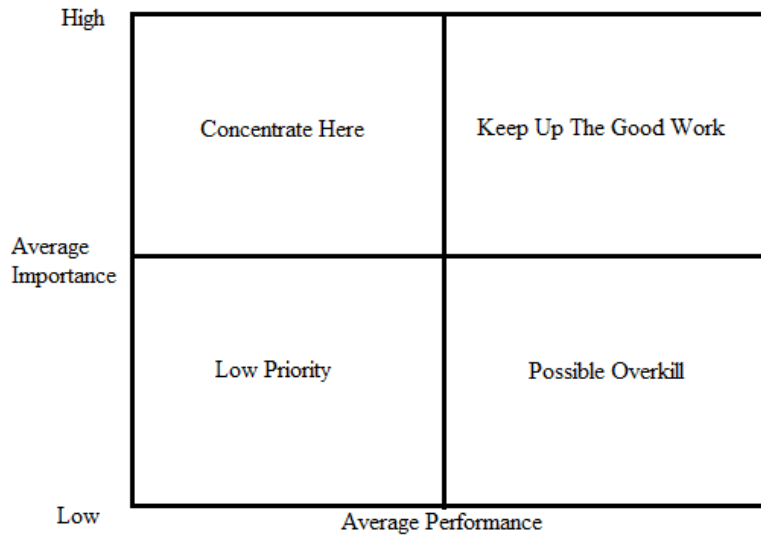 High
Concentrate Here
Keep Up The Good Work
Average
Importance
Low Priority
Possible Overkill
Low
Average Performance